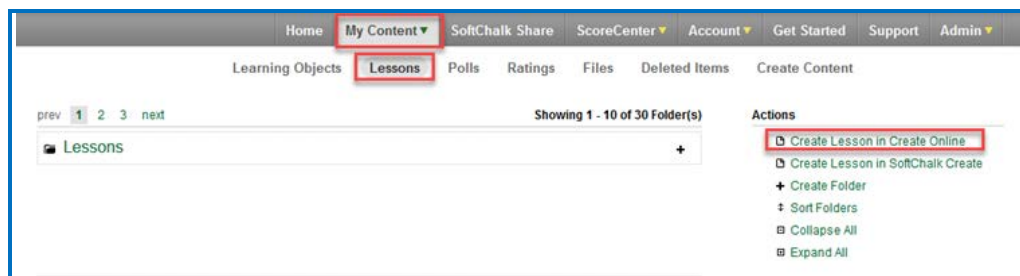 Home My Content SoftChalk Share ScoreCenter Account Get Started Support Admin
Learning Objects Lessons Polls Ratings Files Deleted Items Create Content
prev 1 2 3 next Showing 1 - 10 of 30 Folder(s) Actions
Lessons +
Create Lesson in Create Online
Create Lesson in SoftChalk Create
+ Create Folder
Sort Folders
Collapse All
Expand All